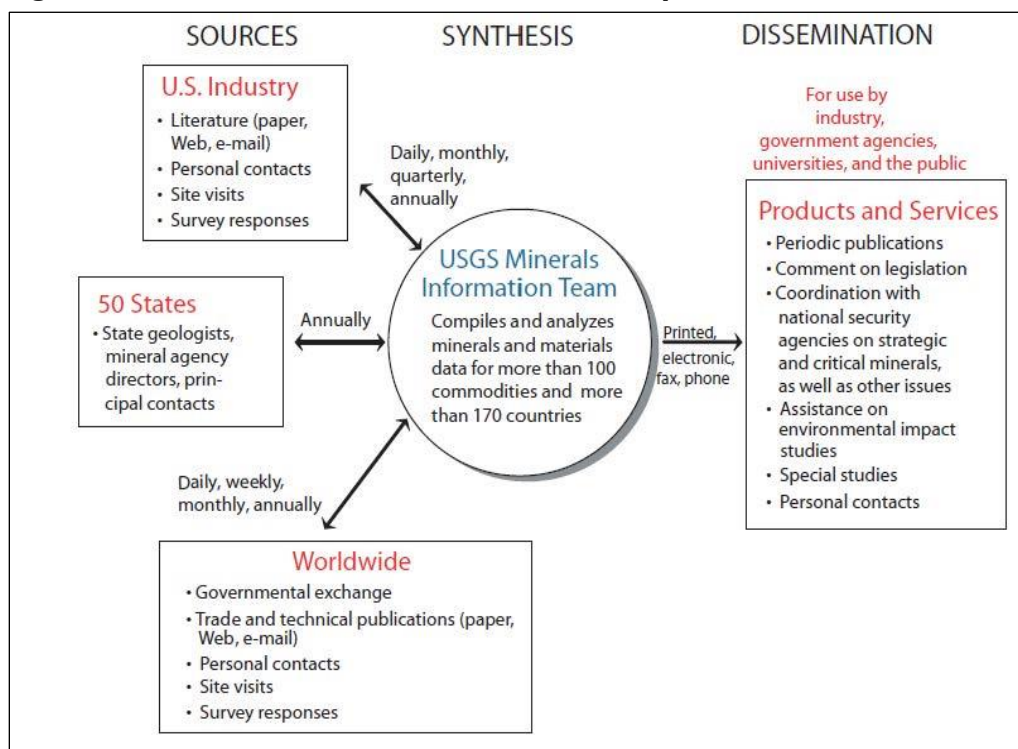 SOURCES
SYNTHESIS
DISSEMINATION
U.S. Industry
• Literature (paper,
Web, e-mail)
• Personal contacts
• Site visits
• Survey responses
Daily, monthly,
quarterly,
annually
50 States
• State geologists,
mineral agency
directors, prin-
cipal contacts
Annually
USGS Minerals
Information Team
Compiles and analyzes
minerals and materials
data for more than 100
commodities and more
than 170 countries
Daily, weekly,
monthly, annually
Worldwide
• Governmental exchange
• Trade and technical publications (paper,
Web, e-mail)
• Personal contacts
• Site visits
• Survey responses
Printed,
electronic,
fax, phone
For use by
industry,
government agencies,
universities, and the public
Products and Services
• Periodic publications
• Comment on legislation
• Coordination with
national security
agencies on strategic
and critical minerals,
as well as other issues
• Assistance on
environmental impact
studies
• Special studies
• Personal contacts